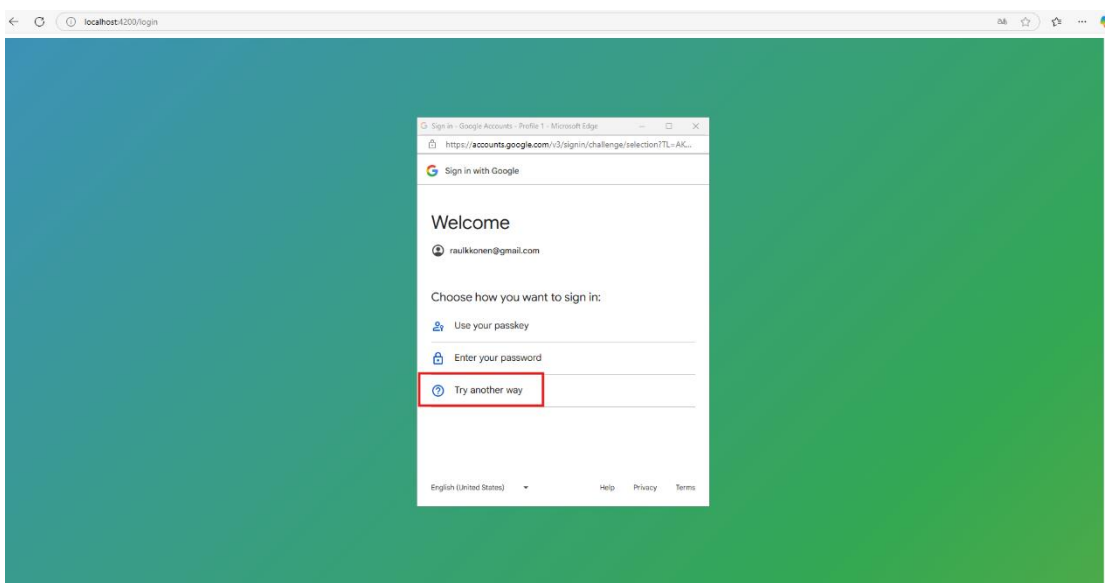 localhost:4200/login
Sign in - Google Accounts - Profile 1 - Microsoft Edge
https://accounts.google.com/v3/signin/challenge/selection?TL=AK...
Sign in with Google
Welcome
raulkkonen@gmail.com
Choose how you want to sign in:
Use your passkey
Enter your password
Try another way
English (United States) Help Privacy Terms